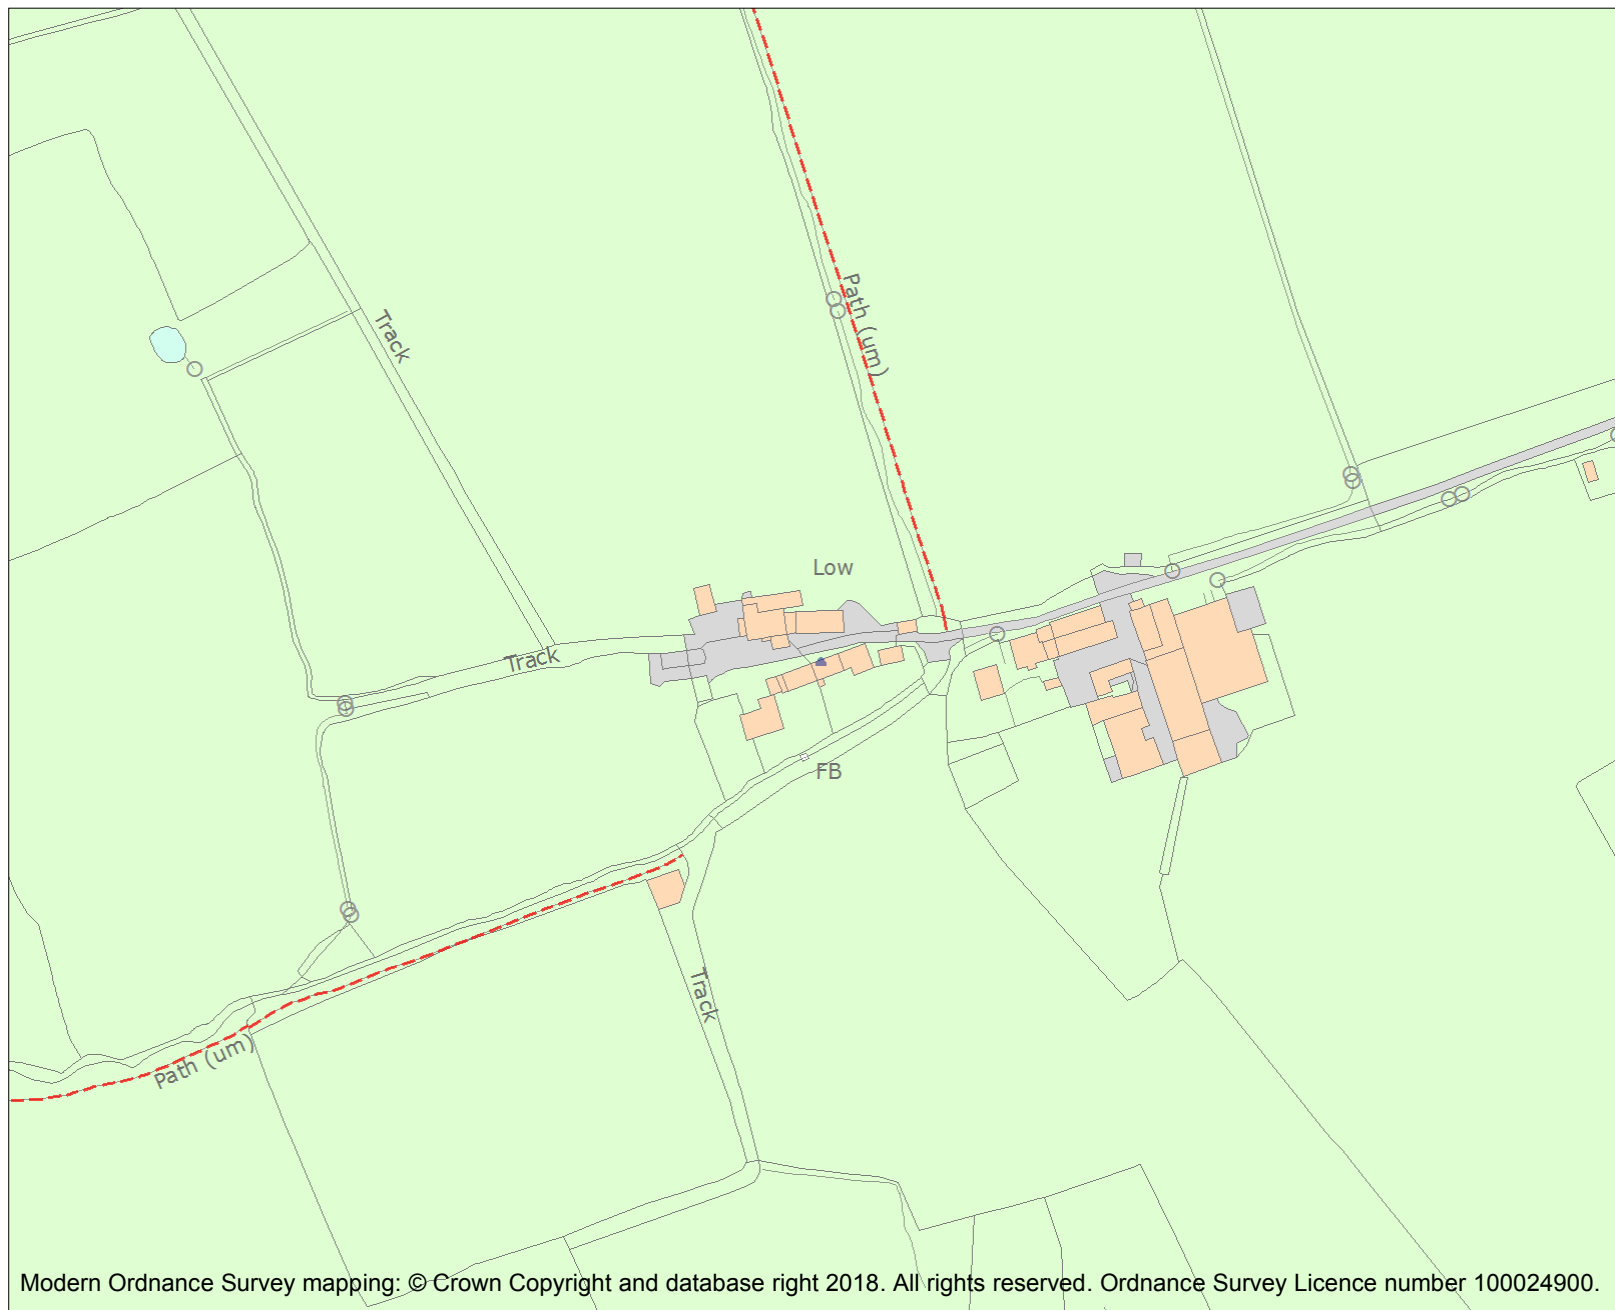 Path (um)
Track
Low
Track
FB
Track
Path (um)
Modern Ordnance Survey mapping: © Crown Copyright and database right 2018. All rights reserved. Ordnance Survey Licence number 100024900.